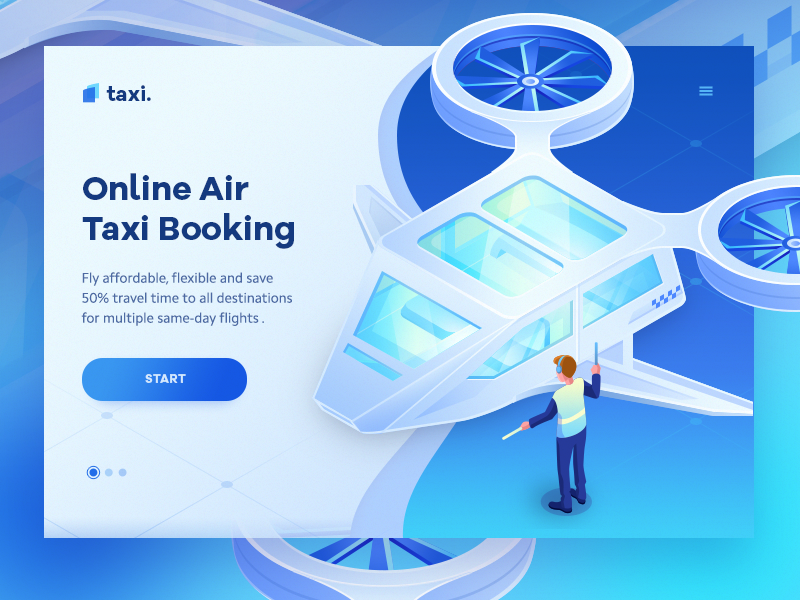 taxi.
Online Air
Taxi Booking
Fly affordable, flexible and save
50% travel time to all destinations
for multiple same-day flights .
START